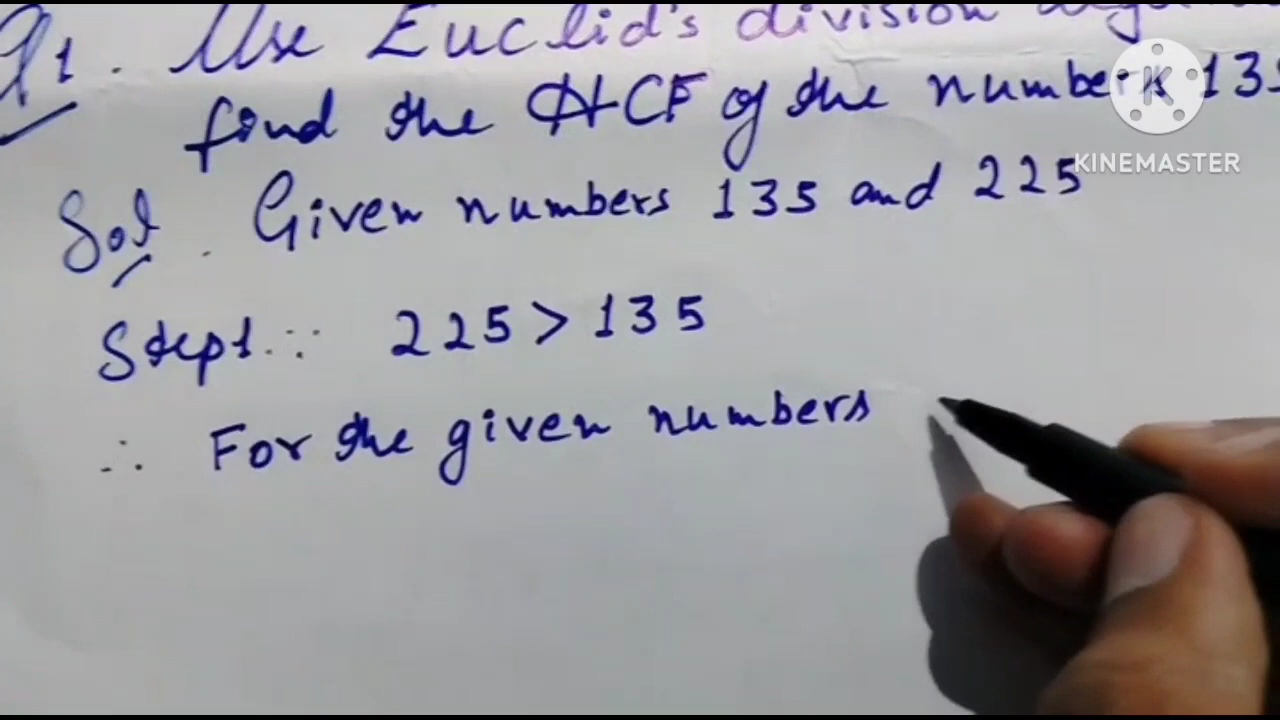 Q1. Use Euclid's division
find the HCF of the numbers 135
KINEMASTER
Sol. Given numbers 135 and 225
Step1. ∵ 225 > 135
∴ For the given numbers